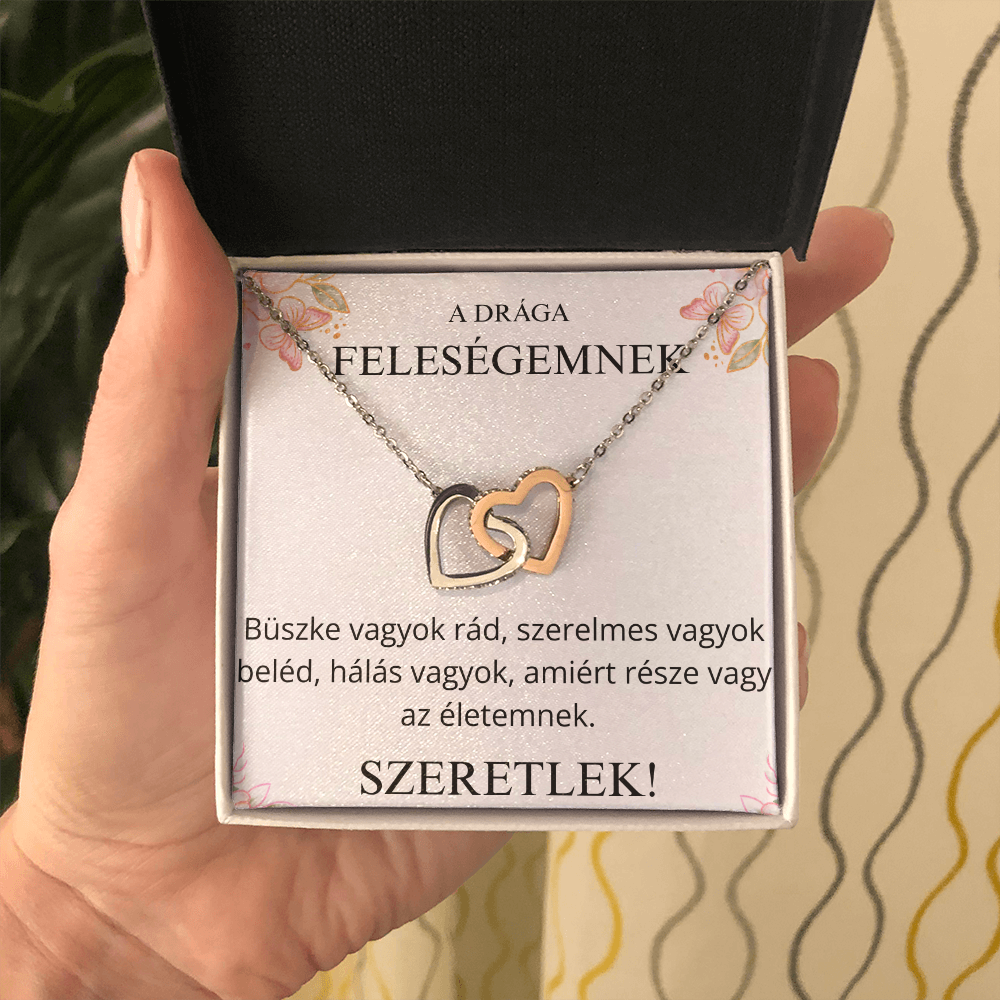 A DRÁGA
FELESÉGEMNEK
Büszke vagyok rád, szerelmes vagyok
beléd, hálás vagyok, amiért része vagy
az életemnek.
SZERETLEK!